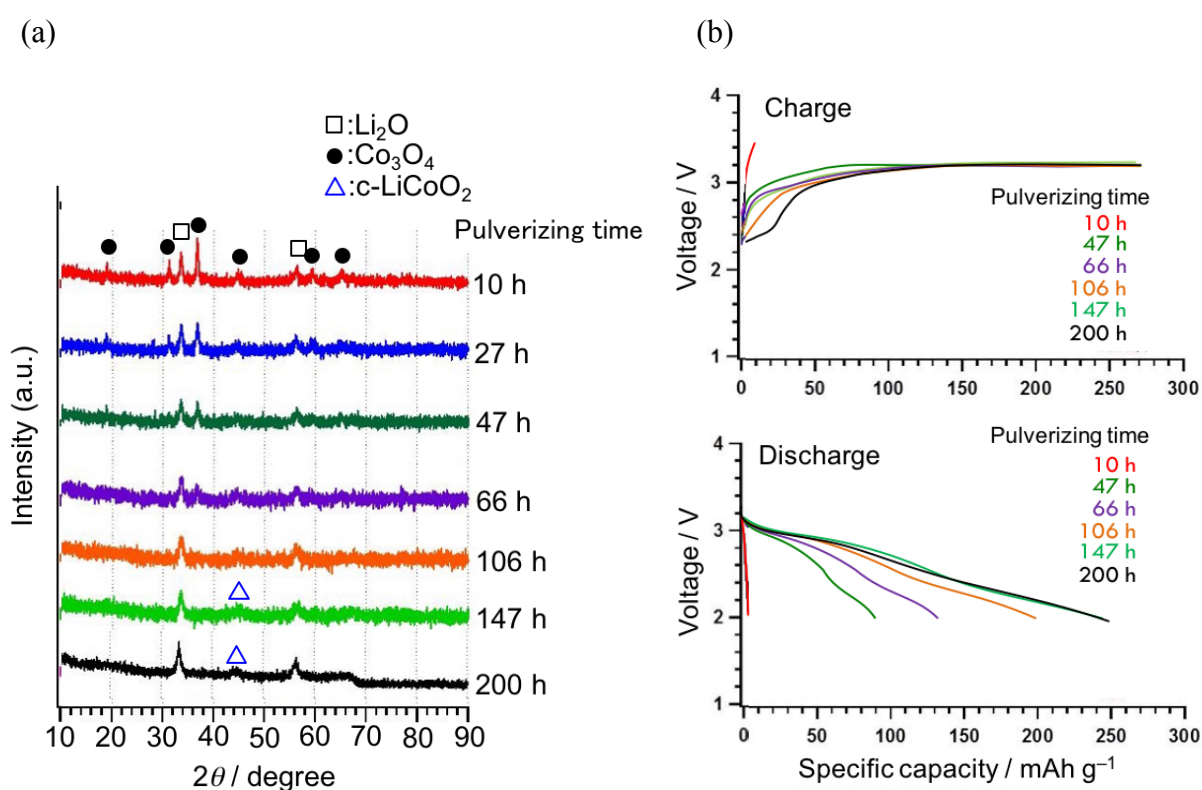 (a)
□:Li₂O
●:Co₃O₄
△:c-LiCoO₂
Pulverizing time
10 h
27 h
47 h
66 h
106 h
147 h
200 h
Intensity (a.u.)
10 20 30 40 50 60 70 80 90
2θ / degree
(b)
Charge
4
3
2
1
Voltage / V
Pulverizing time
10 h
47 h
66 h
106 h
147 h
200 h
0 50 100 150 200 250 300
Discharge
4
3
2
1
Voltage / V
Pulverizing time
10 h
47 h
66 h
106 h
147 h
200 h
0 50 100 150 200 250 300
Specific capacity / mAh g⁻¹